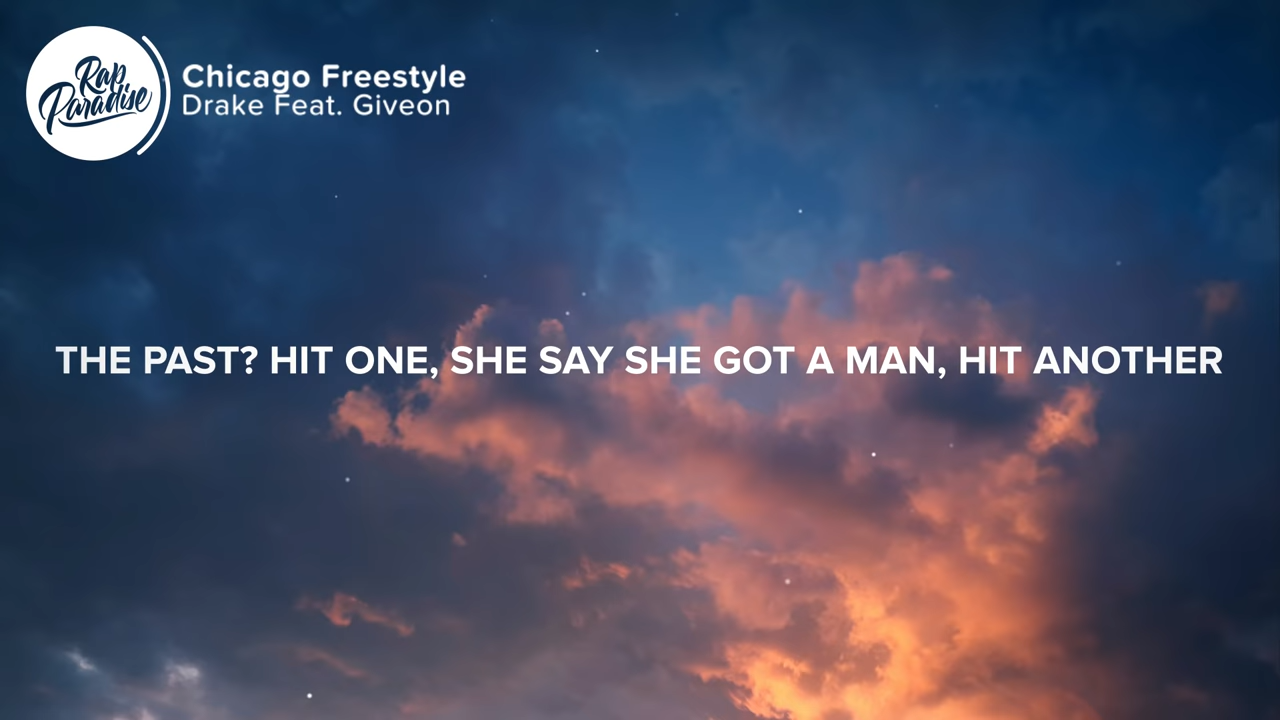 Rap
Paradise
Chicago Freestyle
Drake Feat. Giveon
THE PAST? HIT ONE, SHE SAY SHE GOT A MAN, HIT ANOTHER